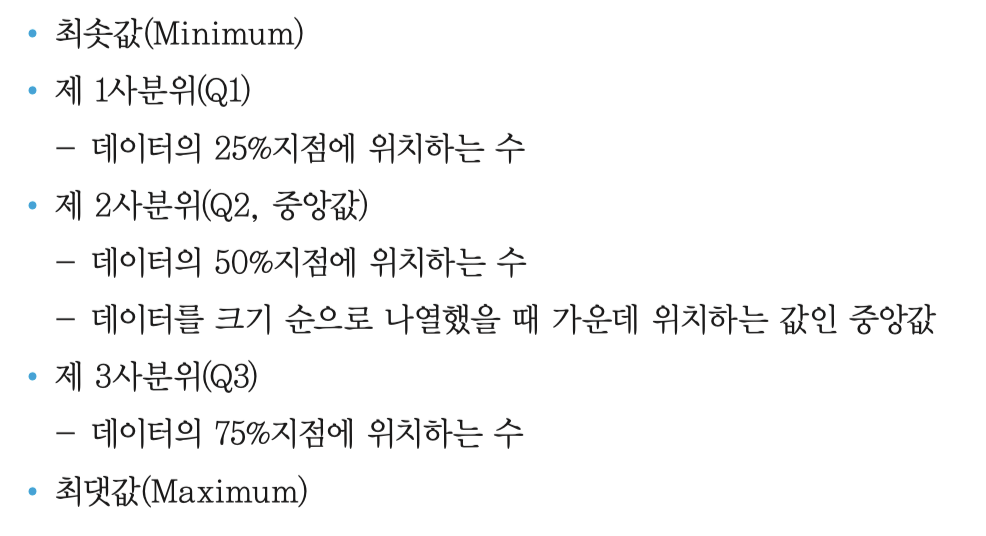 • 최솟값(Minimum)
• 제 1사분위(Q1)
– 데이터의 25%지점에 위치하는 수
• 제 2사분위(Q2, 중앙값)
– 데이터의 50%지점에 위치하는 수
– 데이터를 크기 순으로 나열했을 때 가운데 위치하는 값인 중앙값
• 제 3사분위(Q3)
– 데이터의 75%지점에 위치하는 수
• 최댓값(Maximum)